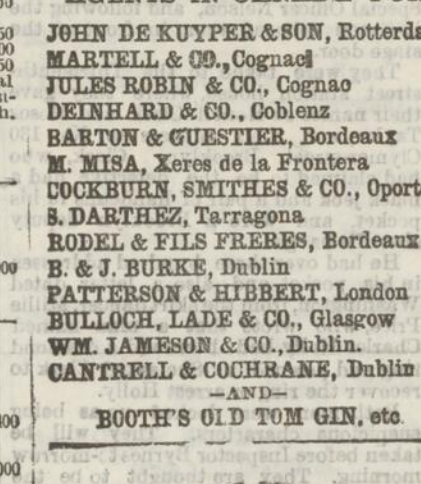 JOHN DE KUYPER & SON, Rotterda
MARTELL & CO., Cognac
JULES ROBIN & CO., Cognac
DEINHARD & CO., Coblenz
BARTON & GUESTIER, Bordeaux
M. MISA, Xeres de la Frontera
COCKBURN, SMITHES & CO., Oport
S. DARTHEZ, Tarragona
RODEL & FILS FRERES, Bordeaux
B. & J. BURKE, Dublin
PATTERSON & HIBBERT, London
BULLOCH, LADE & CO., Glasgow
WM. JAMESON & CO., Dublin.
CANTRELL & COCHRANE, Dublin
—AND—
BOOTH'S OLD TOM GIN, etc.